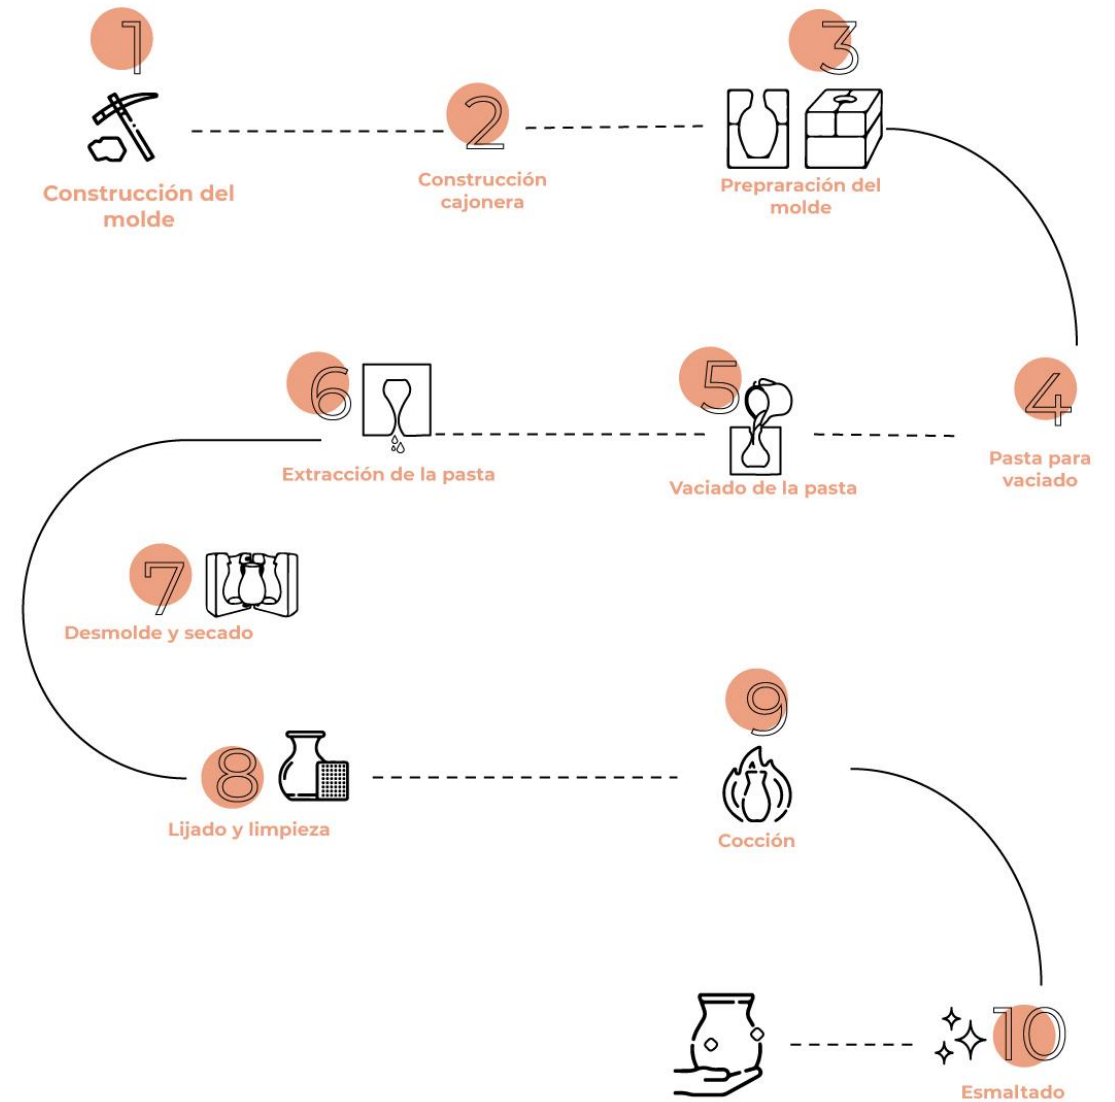 1
Construcción del
molde
2
Construcción
cajonera
3
Prepraración del
molde
4
Pasta para
vaciado
5
Vaciado de la pasta
6
Extracción de la pasta
7
Desmolde y secado
8
Lijado y limpieza
9
Cocción
10
Esmaltado